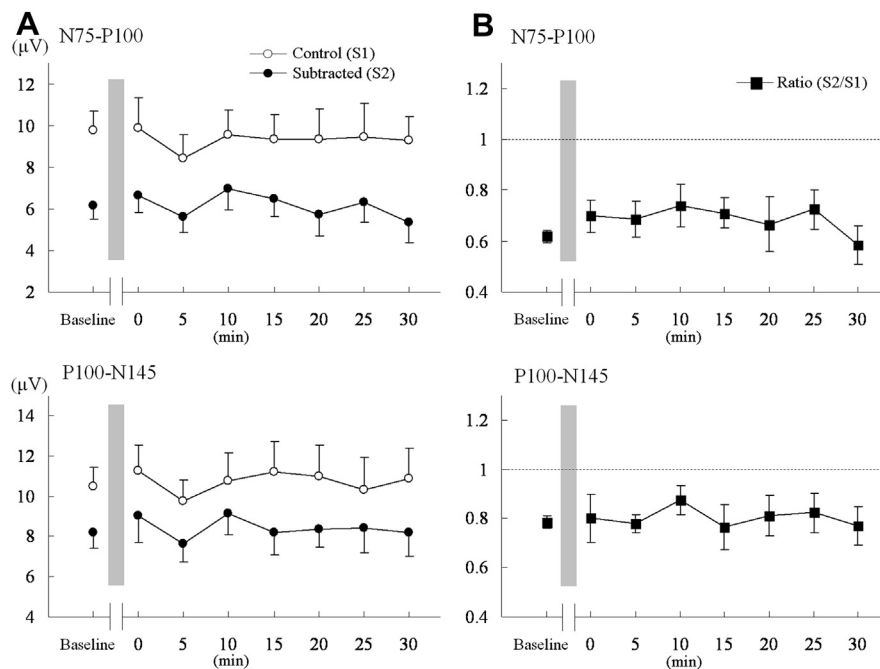 A
N75-P100
(μV)
Control (S1)
Subtracted (S2)
12
10
8
6
4
2
Baseline 0 5 10 15 20 25 30
(min)
P100-N145
(μV)
14
12
10
8
6
4
Baseline 0 5 10 15 20 25 30
(min)
B
N75-P100
Ratio (S2/S1)
1.2
1
0.8
0.6
0.4
Baseline 0 5 10 15 20 25 30
(min)
P100-N145
1.2
1
0.8
0.6
0.4
Baseline 0 5 10 15 20 25 30
(min)